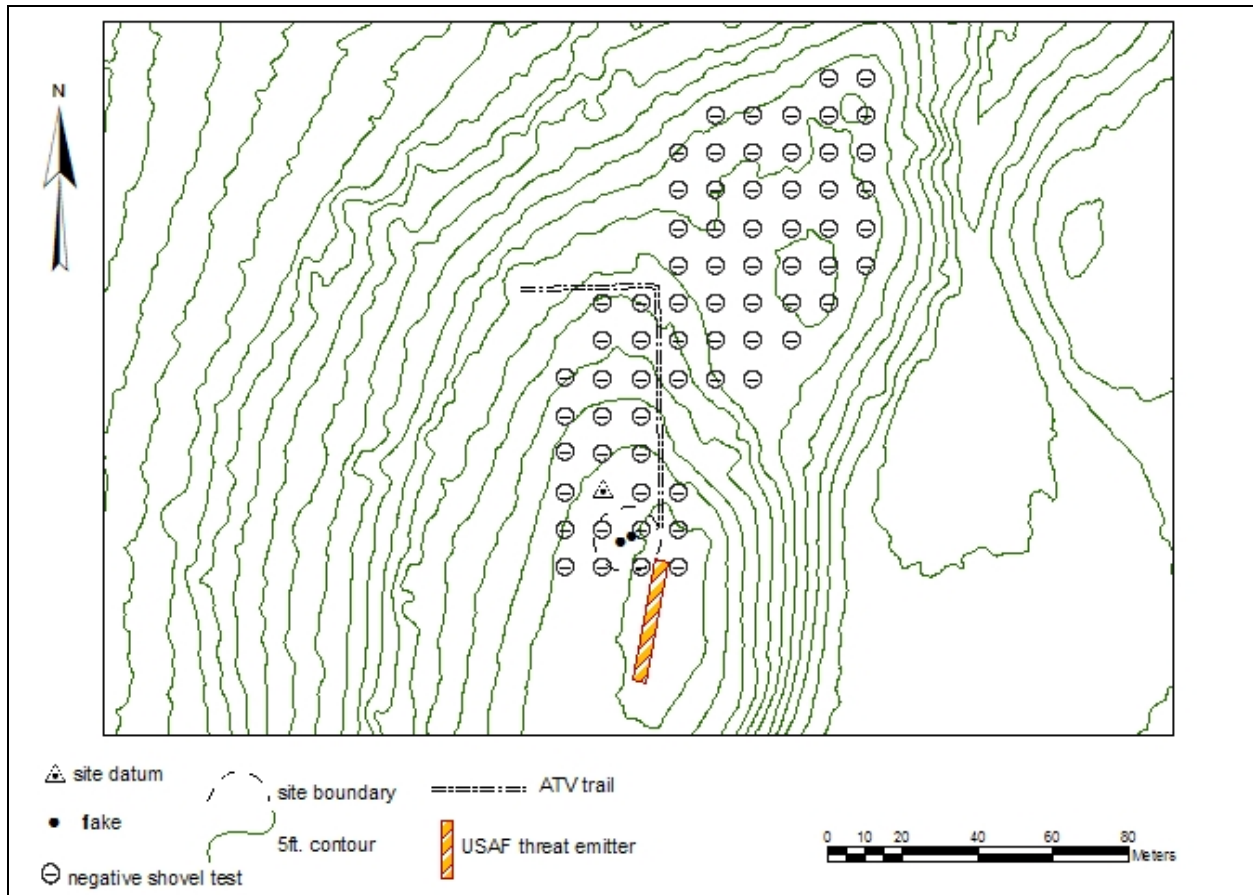 N
site datum
site boundary
ATV trail
flake
5ft. contour
USAF threat emitter
negative shovel test
0 10 20 40 60 80
Meters